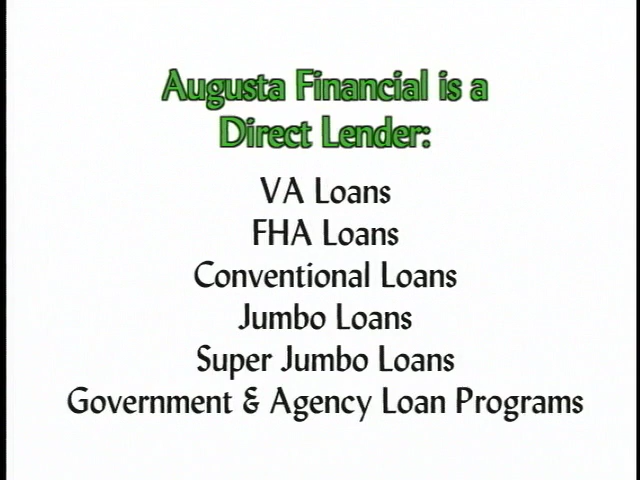 Augusta Financial is a
Direct Lender:
VA Loans
FHA Loans
Conventional Loans
Jumbo Loans
Super Jumbo Loans
Government & Agency Loan Programs